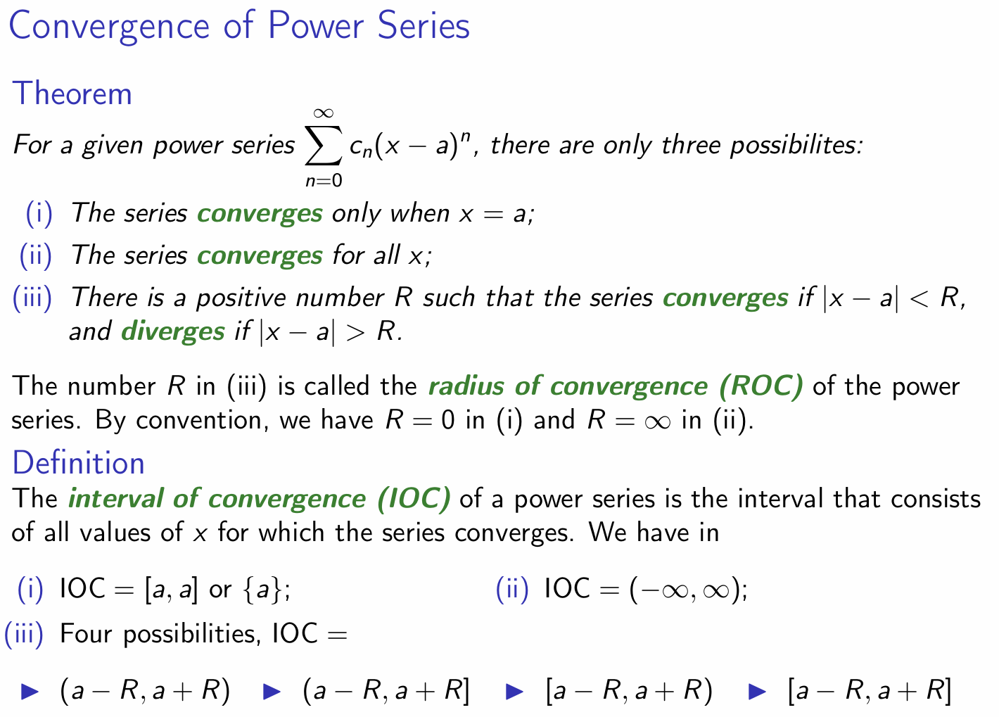 Convergence of Power Series
Theorem
For a given power series $\sum_{n=0}^{\infty} c_n(x-a)^n$, there are only three possibilites:
(i) The series converges only when x = a;
(ii) The series converges for all x;
(iii) There is a positive number R such that the series converges if |x − a| < R,
and diverges if |x − a| > R.
The number R in (iii) is called the radius of convergence (ROC) of the power
series. By convention, we have R = 0 in (i) and R = ∞ in (ii).
Definition
The interval of convergence (IOC) of a power series is the interval that consists
of all values of x for which the series converges. We have in
(i) IOC = [a, a] or {a}; (ii) IOC = (−∞, ∞);
(iii) Four possibilities, IOC =
▶ (a − R, a + R) ▶ (a − R, a + R] ▶ [a − R, a + R) ▶ [a − R, a + R]